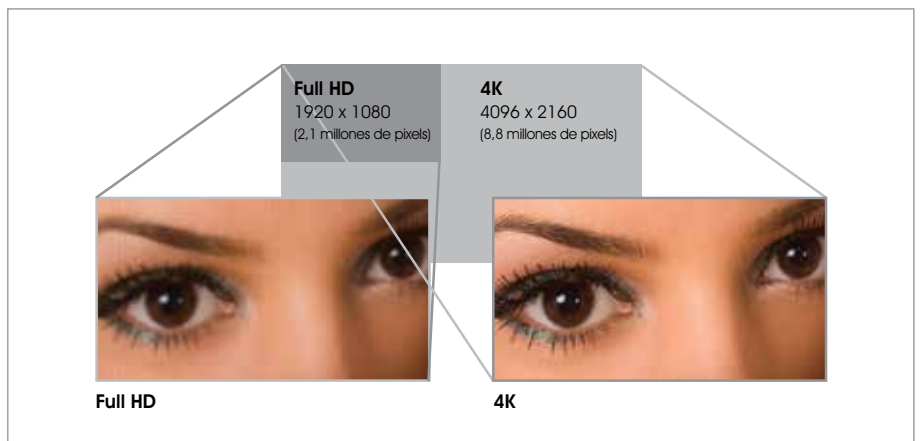 Full HD
1920 x 1080
(2,1 millones de pixels)
4K
4096 x 2160
(8,8 millones de pixels)
Full HD
4K